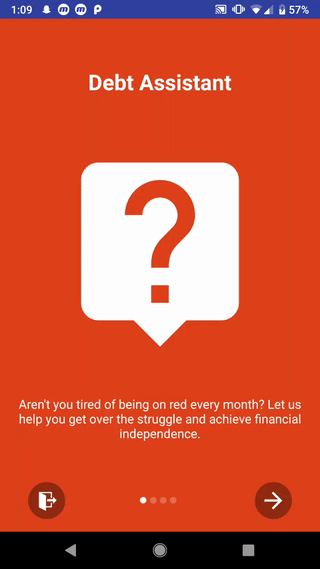 1:09 57%
Debt Assistant
?
Aren't you tired of being on red every month? Let us
help you get over the struggle and achieve financial
independence.